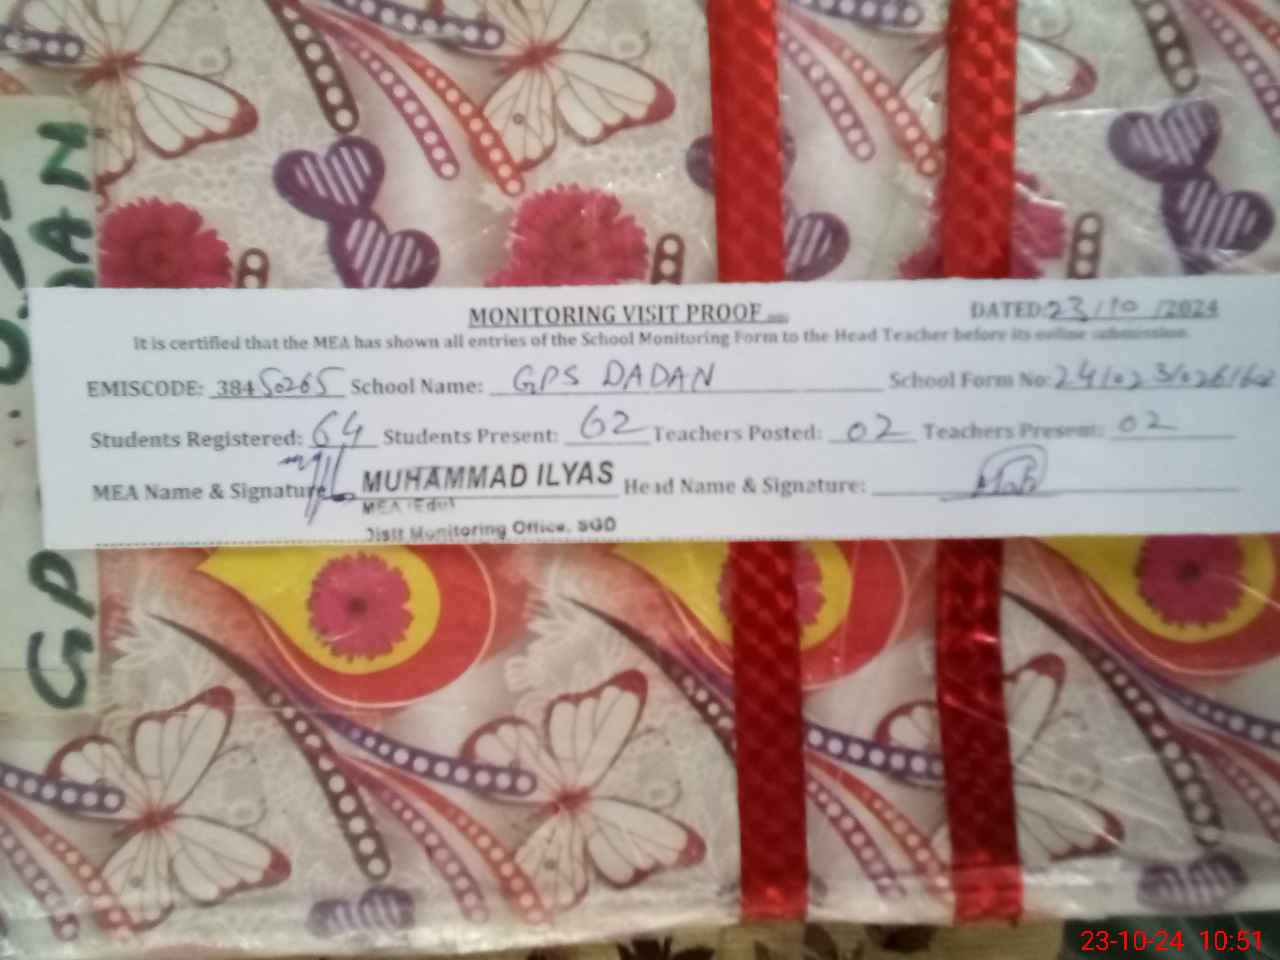 MONITORING VISIT PROOF
DATED: 23/10/2024
It is certified that the MEA has shown all entries of the School Monitoring Form to the Head Teacher before its online submission.
EMISCODE: 38450265 School Name: GPS DADAN School Form No:
Students Registered: 64 Students Present: 62 Teachers Posted: 02 Teachers Present: 02
MEA Name & Signature MUHAMMAD ILYAS Head Name & Signature:
MEA (Edu)
Distt Monitoring Office, SGD
GP DAN
23-10-24 10:51